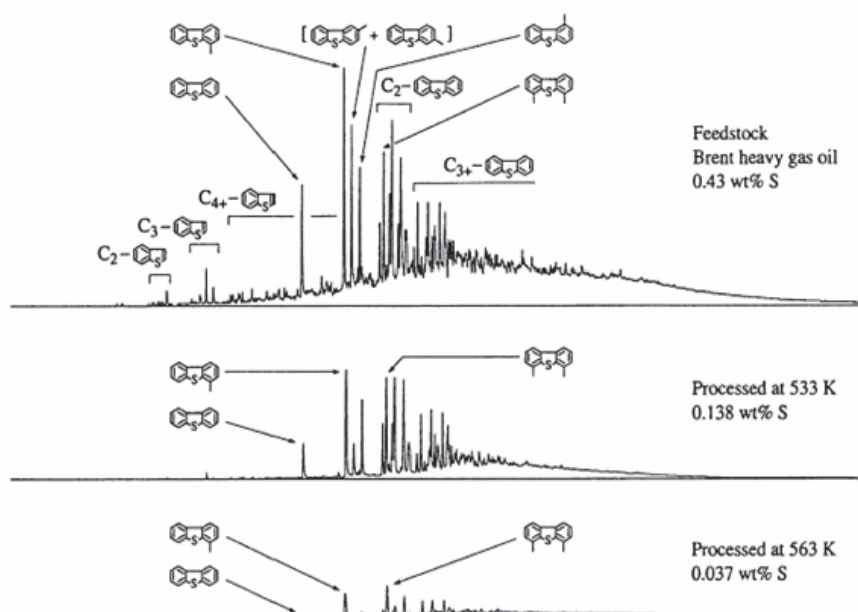 [ + ]
C2–
C3+–
C4+–
C3–
C2–
Feedstock
Brent heavy gas oil
0.43 wt% S
Processed at 533 K
0.138 wt% S
Processed at 563 K
0.037 wt% S